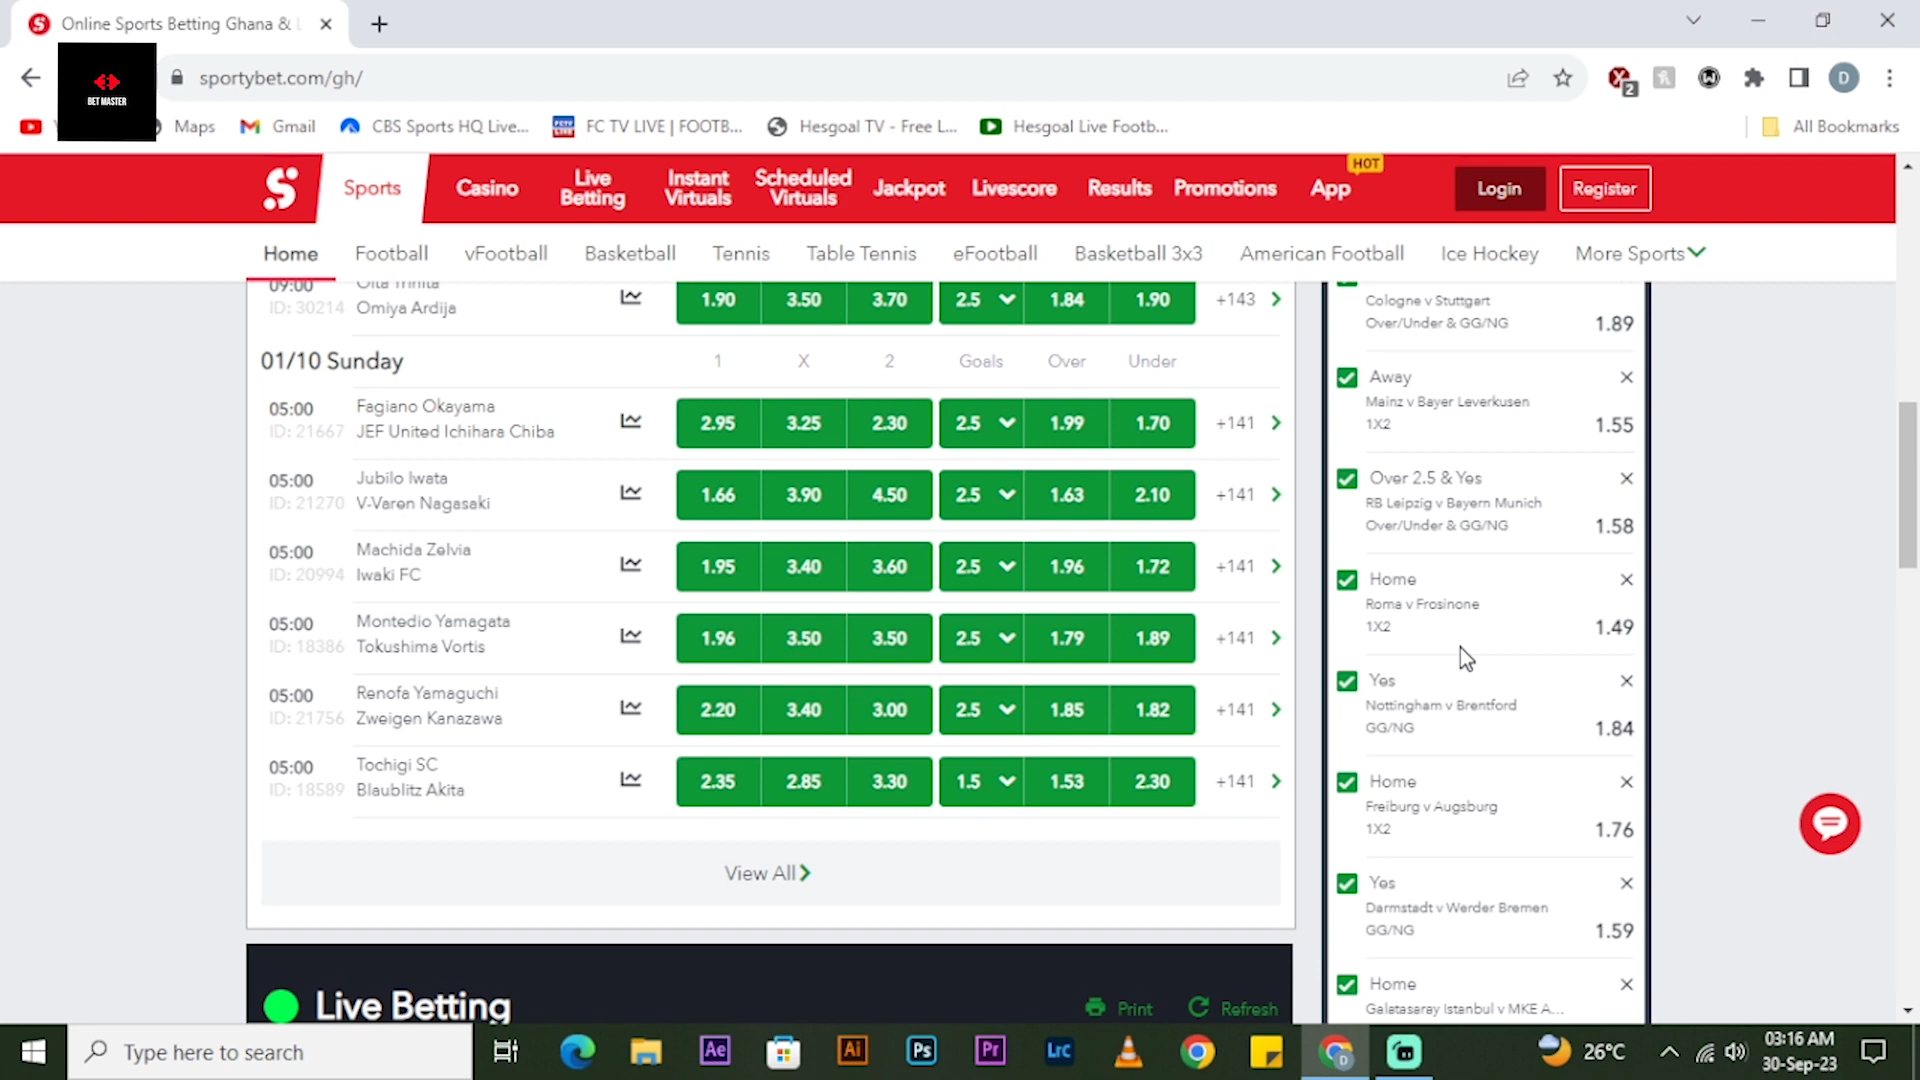 Online Sports Betting Ghana &
BET MASTER
sportybet.com/gh/
2
D
Maps
Gmail
CBS Sports HQ Live...
FC TV LIVE | FOOTB...
Hesgoal TV - Free L...
Hesgoal Live Footb...
All Bookmarks
Sports
Casino
Live
Betting
Instant
Virtuals
Scheduled
Virtuals
Jackpot
Livescore
Results
Promotions
HOT
App
Login
Register
Home
Football
vFootball
Basketball
Tennis
Table Tennis
eFootball
Basketball 3x3
American Football
Ice Hockey
More Sports
09:00 Oita Trinita
ID: 30214 Omiya Ardija
1.90 3.50 3.70 2.5 1.84 1.90 +143
01/10 Sunday 1 X 2 Goals Over Under
05:00 Fagiano Okayama
ID: 21667 JEF United Ichihara Chiba
2.95 3.25 2.30 2.5 1.99 1.70 +141
05:00 Jubilo Iwata
ID: 21270 V-Varen Nagasaki
1.66 3.90 4.50 2.5 1.63 2.10 +141
05:00 Machida Zelvia
ID: 20994 Iwaki FC
1.95 3.40 3.60 2.5 1.96 1.72 +141
05:00 Montedio Yamagata
ID: 18386 Tokushima Vortis
1.96 3.50 3.50 2.5 1.79 1.89 +141
05:00 Renofa Yamaguchi
ID: 21756 Zweigen Kanazawa
2.20 3.40 3.00 2.5 1.85 1.82 +141
05:00 Tochigi SC
ID: 18589 Blaublitz Akita
2.35 2.85 3.30 1.5 1.53 2.30 +141
View All
Live Betting
Print
Refresh
Cologne v Stuttgart
Over/Under & GG/NG 1.89
Away
Mainz v Bayer Leverkusen
1X2 1.55
Over 2.5 & Yes
RB Leipzig v Bayern Munich
Over/Under & GG/NG 1.58
Home
Roma v Frosinone
1X2 1.49
Yes
Nottingham v Brentford
GG/NG 1.84
Home
Freiburg v Augsburg
1X2 1.76
Yes
Darmstadt v Werder Bremen
GG/NG 1.59
Home
Galatasaray Istanbul v MKE A...
Type here to search
Ae
Ai
Ps
Pr
Lrc
26°C
03:16 AM
30-Sep-23